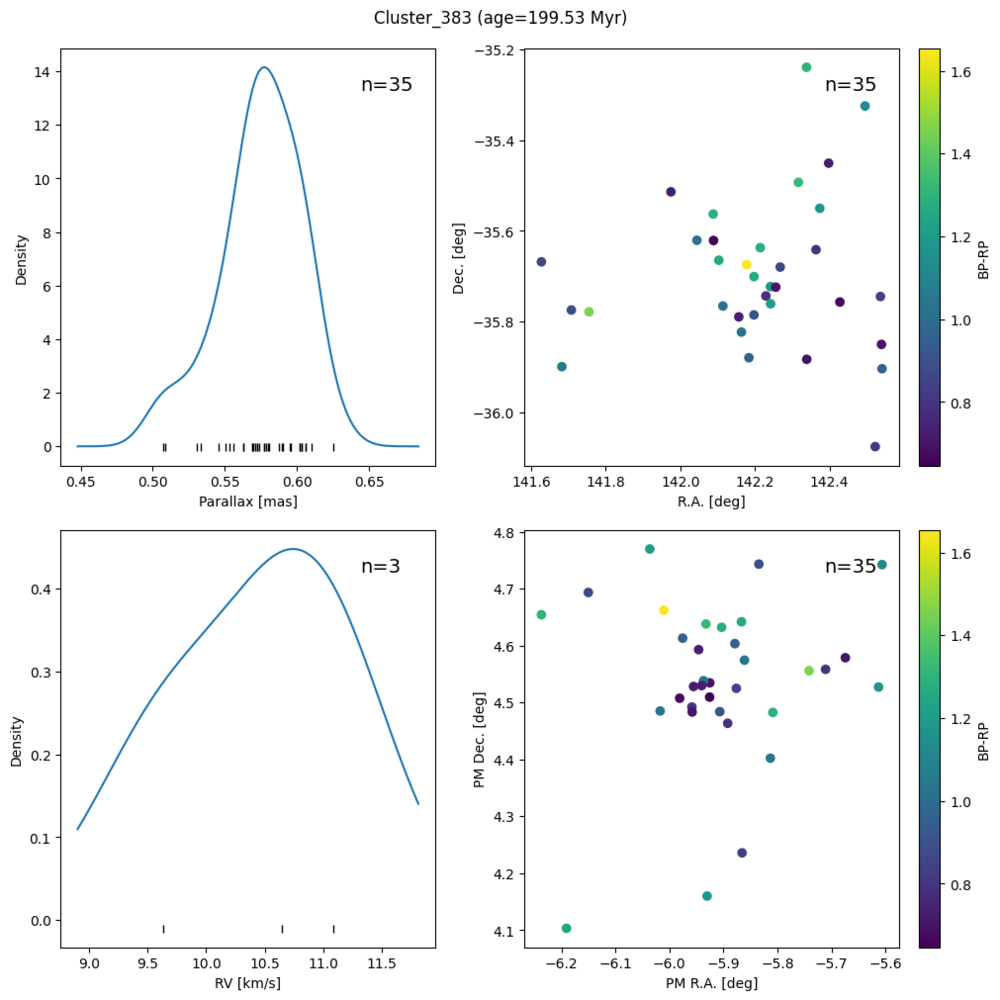 Cluster_383 (age=199.53 Myr)
n=35
Density
14
12
10
8
6
4
2
0
0.45 0.50 0.55 0.60 0.65
Parallax [mas]
n=35
Dec. [deg]
−35.2
−35.4
−35.6
−35.8
−36.0
141.6 141.8 142.0 142.2 142.4
R.A. [deg]
1.6
1.4
1.2
1.0
0.8
BP-RP
n=3
Density
0.4
0.3
0.2
0.1
0.0
9.0 9.5 10.0 10.5 11.0 11.5
RV [km/s]
n=35
PM Dec. [deg]
4.8
4.7
4.6
4.5
4.4
4.3
4.2
4.1
−6.2 −6.1 −6.0 −5.9 −5.8 −5.7 −5.6
PM R.A. [deg]
1.6
1.4
1.2
1.0
0.8
BP-RP